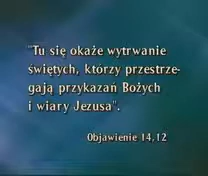 "Tu się okaże wytrwanie
świętych, którzy przestrze-
gają przykazań Bożych
i wiary Jezusa".
Objawienie 14,12